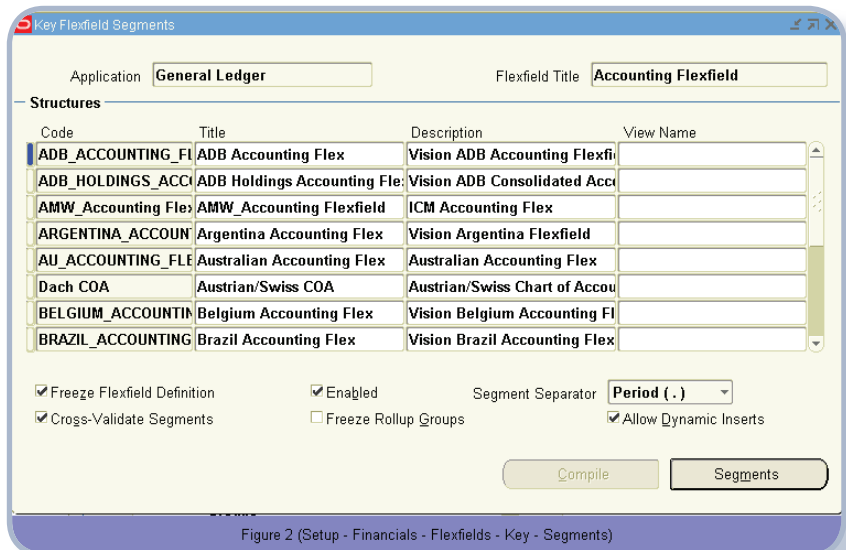 Key Flexfield Segments
Application General Ledger Flexfield Title Accounting Flexfield
Structures
Code Title Description View Name
ADB_ACCOUNTING_FL ADB Accounting Flex Vision ADB Accounting Flexfi
ADB_HOLDINGS_ACC ADB Holdings Accounting Fle Vision ADB Consolidated Acc
AMW_Accounting Flex AMW_Accounting Flexfield ICM Accounting Flex
ARGENTINA_ACCOUN Argentina Accounting Flex Vision Argentina Flexfield
AU_ACCOUNTING_FLE Australian Accounting Flex Australian Accounting Flex
Dach COA Austrian/Swiss COA Austrian/Swiss Chart of Accou
BELGIUM_ACCOUNTIN Belgium Accounting Flex Vision Belgium Accounting Fl
BRAZIL_ACCOUNTING Brazil Accounting Flex Vision Brazil Accounting Flex
Freeze Flexfield Definition Enabled Segment Separator Period (.)
Cross-Validate Segments Freeze Rollup Groups Allow Dynamic Inserts
Compile Segments
Figure 2 (Setup - Financials - Flexfields - Key - Segments)